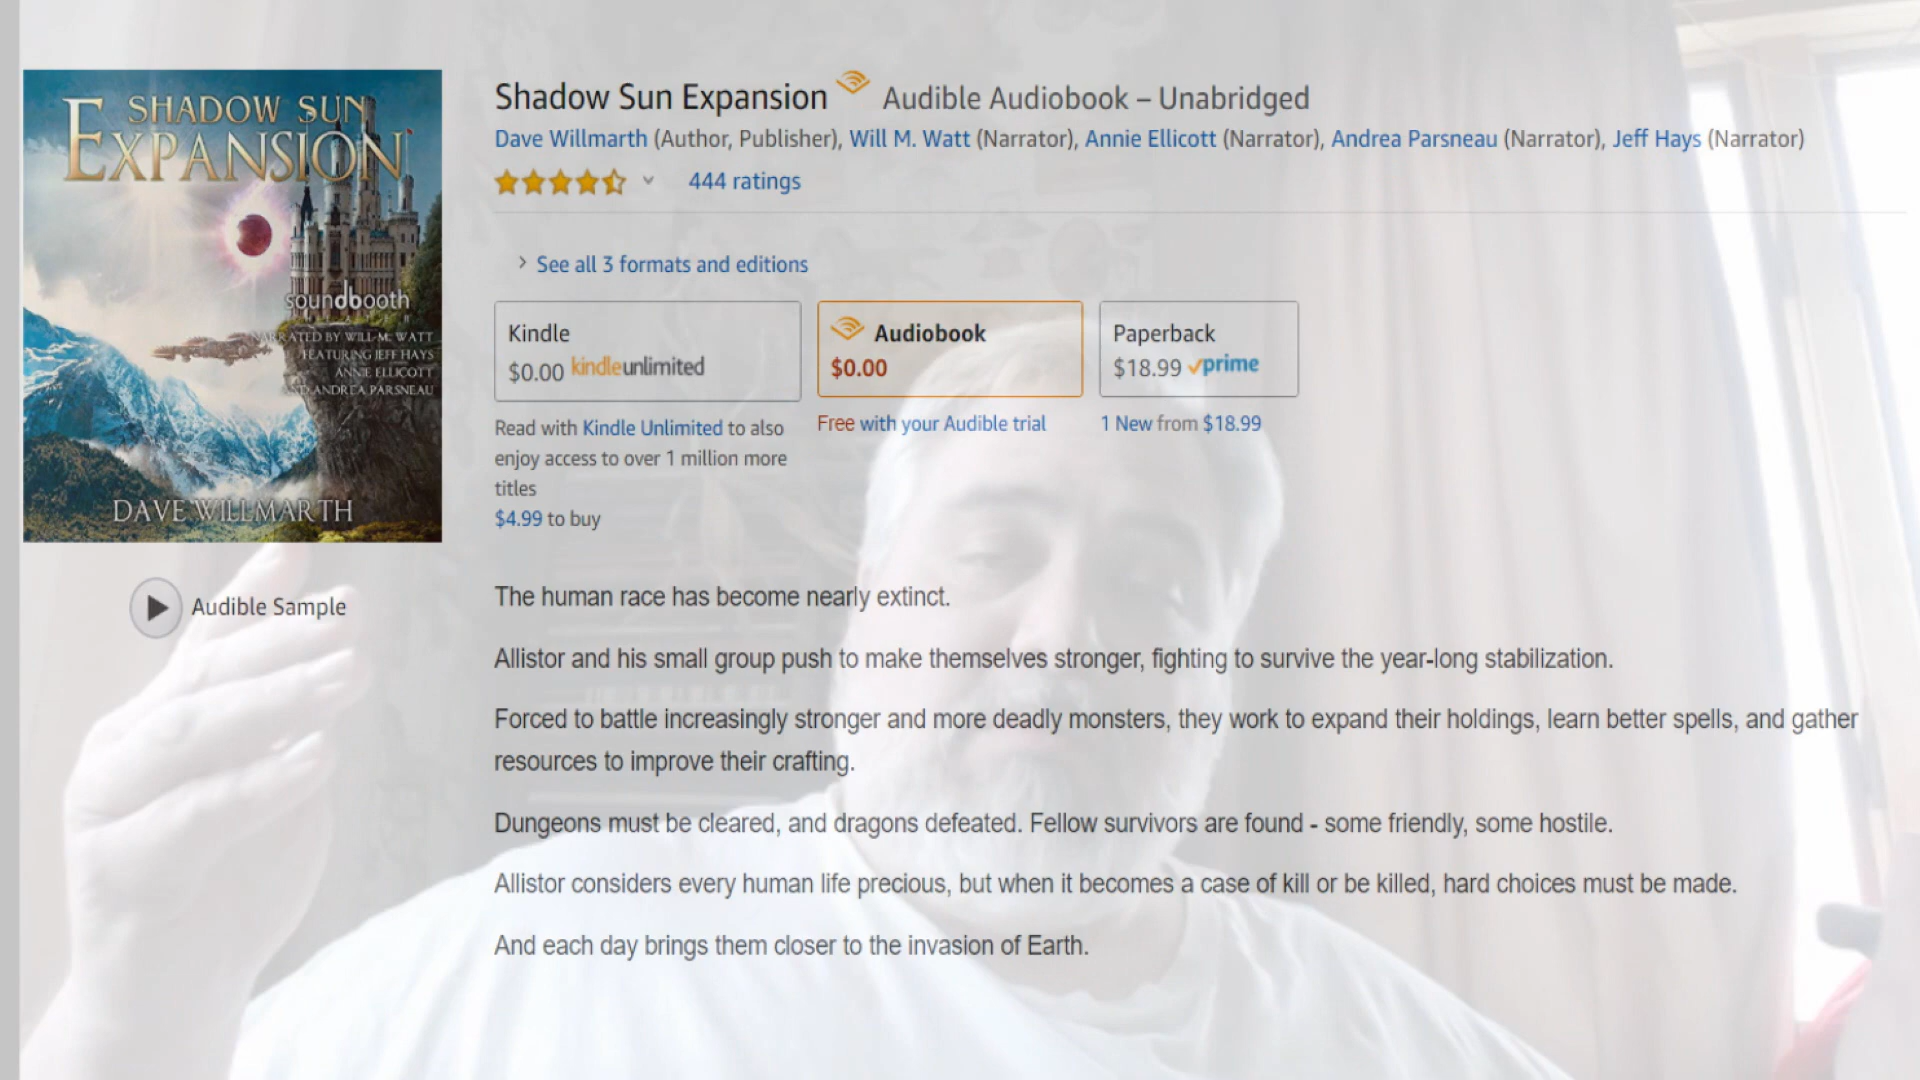 SHADOW SUN
EXPANSION
soundbooth
NARRATED BY WILL M. WATT
FEATURING JEFF HAYS
ANNIE ELLICOTT
AND ANDREA PARSNEAU
DAVE WILLMARTH
Audible Sample
Shadow Sun Expansion Audible Audiobook – Unabridged
Dave Willmarth (Author, Publisher), Will M. Watt (Narrator), Annie Ellicott (Narrator), Andrea Parsneau (Narrator), Jeff Hays (Narrator)
444 ratings
See all 3 formats and editions
Kindle
$0.00 kindleunlimited
Read with Kindle Unlimited to also
enjoy access to over 1 million more
titles
$4.99 to buy
Audiobook
$0.00
Free with your Audible trial
Paperback
$18.99 prime
1 New from $18.99
The human race has become nearly extinct.
Allistor and his small group push to make themselves stronger, fighting to survive the year-long stabilization.
Forced to battle increasingly stronger and more deadly monsters, they work to expand their holdings, learn better spells, and gather
resources to improve their crafting.
Dungeons must be cleared, and dragons defeated. Fellow survivors are found - some friendly, some hostile.
Allistor considers every human life precious, but when it becomes a case of kill or be killed, hard choices must be made.
And each day brings them closer to the invasion of Earth.